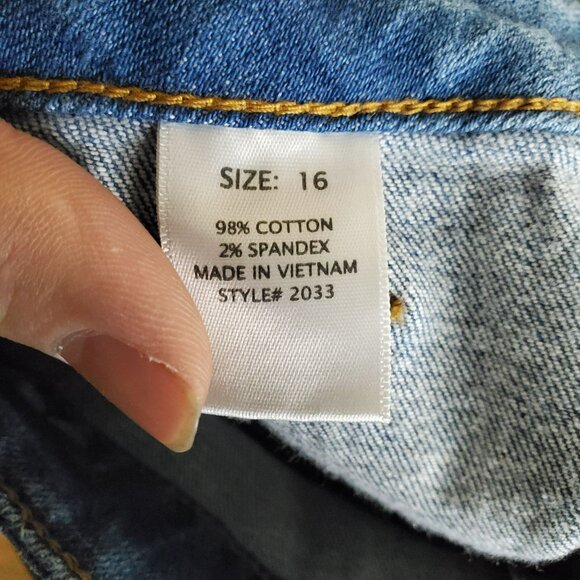 SIZE: 16
98% COTTON
2% SPANDEX
MADE IN VIETNAM
STYLE# 2033